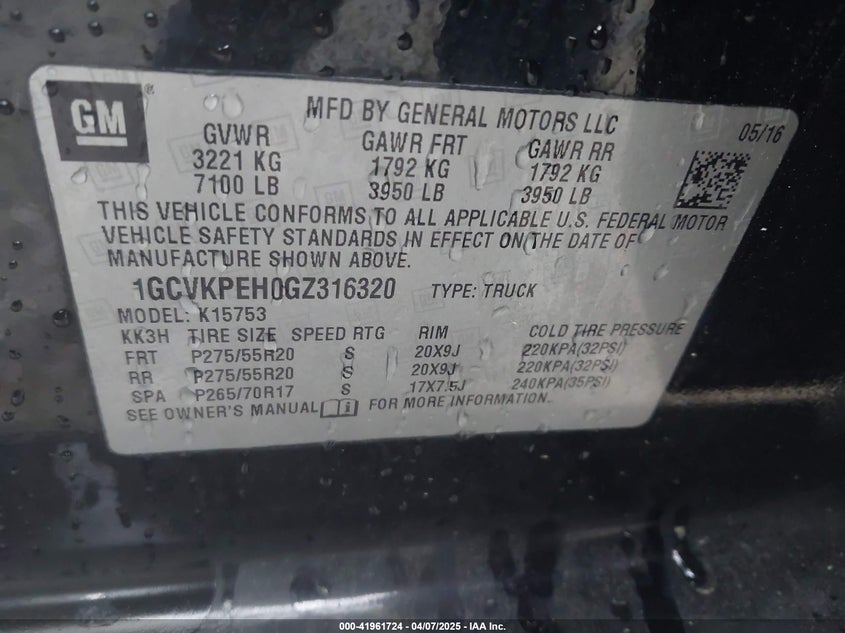 GM
MFD BY GENERAL MOTORS LLC
05/16
GVWR GAWR FRT GAWR RR
3221 KG 1792 KG 1792 KG
7100 LB 3950 LB 3950 LB
THIS VEHICLE CONFORMS TO ALL APPLICABLE U.S. FEDERAL MOTOR
VEHICLE SAFETY STANDARDS IN EFFECT ON THE DATE OF
MANUFACTURE SHOWN ABOVE.
1GCVKPEH0GZ316320 TYPE: TRUCK
MODEL: K15753
KK3H TIRE SIZE SPEED RTG RIM COLD TIRE PRESSURE
FRT P275/55R20 S 20X9J 220KPA(32PSI)
RR P275/55R20 S 20X9J 220KPA(32PSI)
SPA P265/70R17 S 17X7.5J 240KPA(35PSI)
SEE OWNER'S MANUAL FOR MORE INFORMATION.
000-41961724 - 04/07/2025 - IAA Inc.